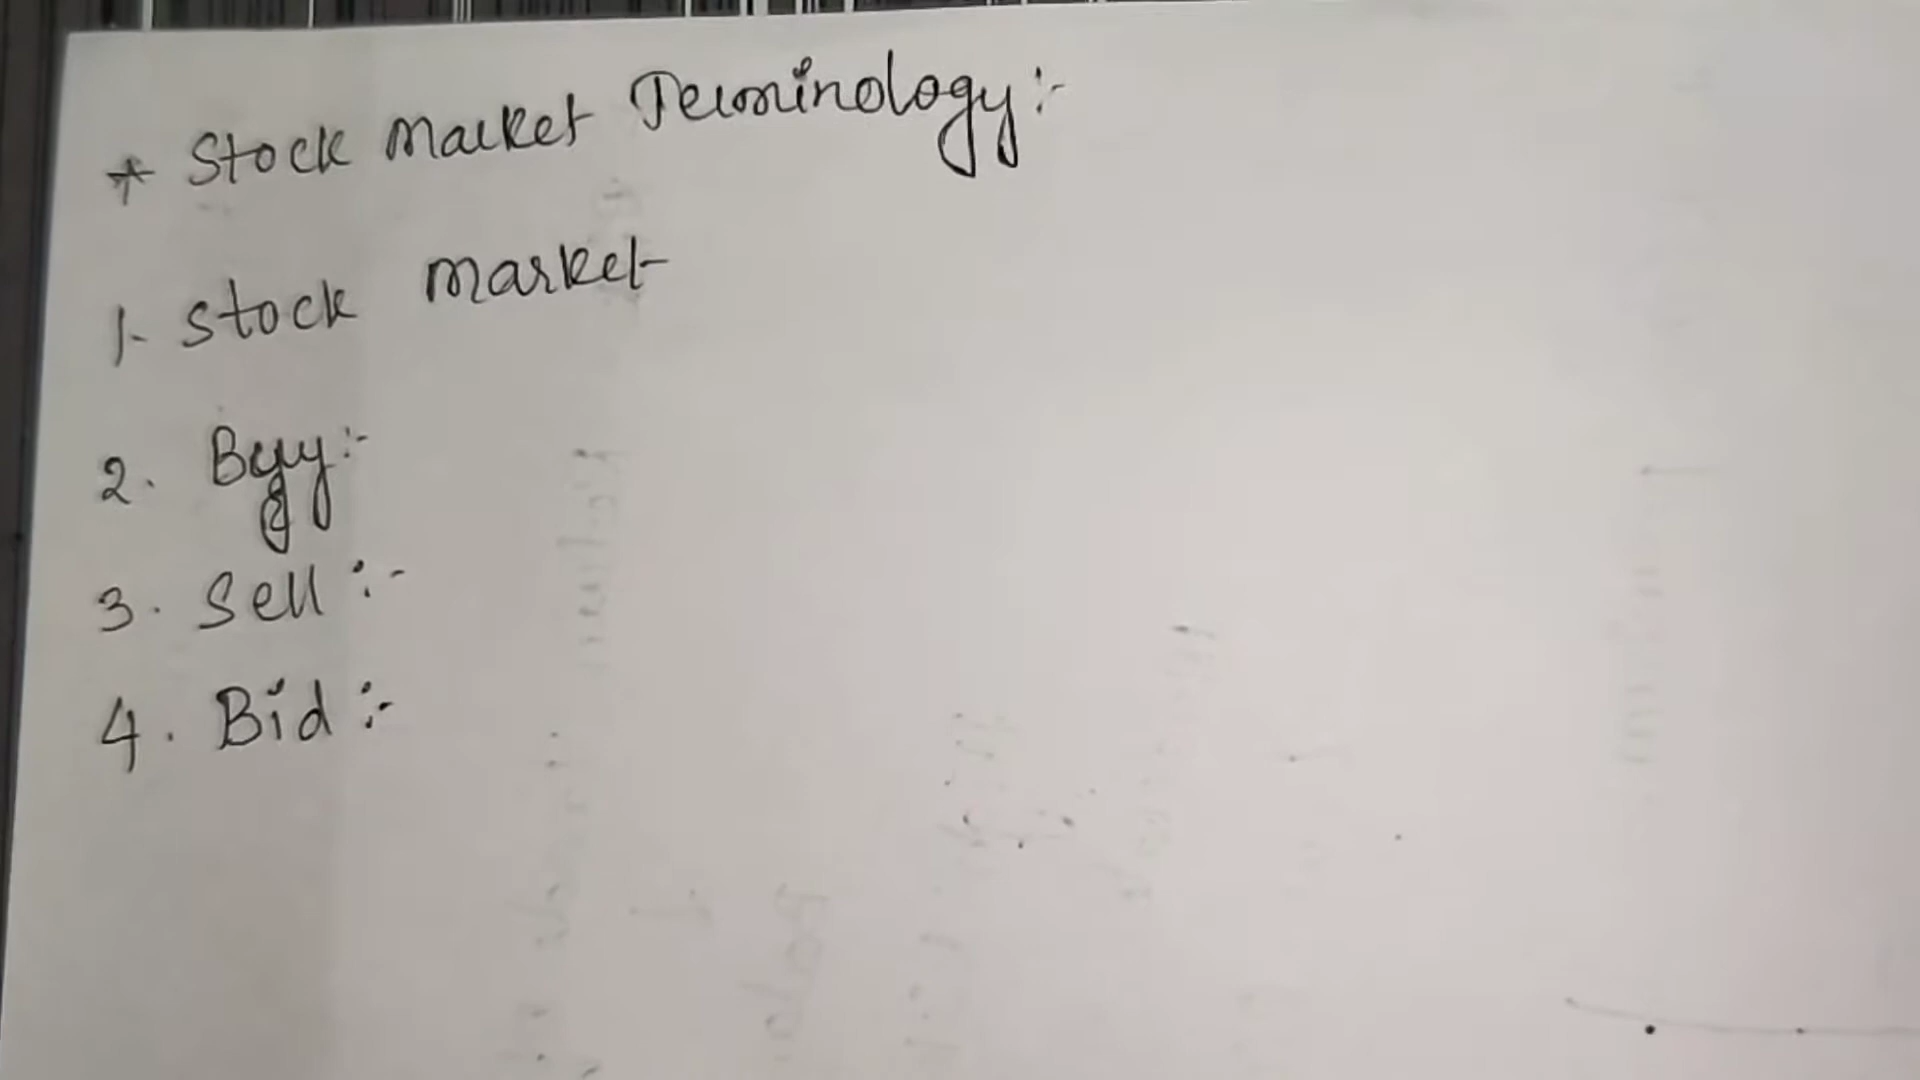 * Stock Market Terminology:-
1. Stock market
2. Buy:-
3. Sell:-
4. Bid:-